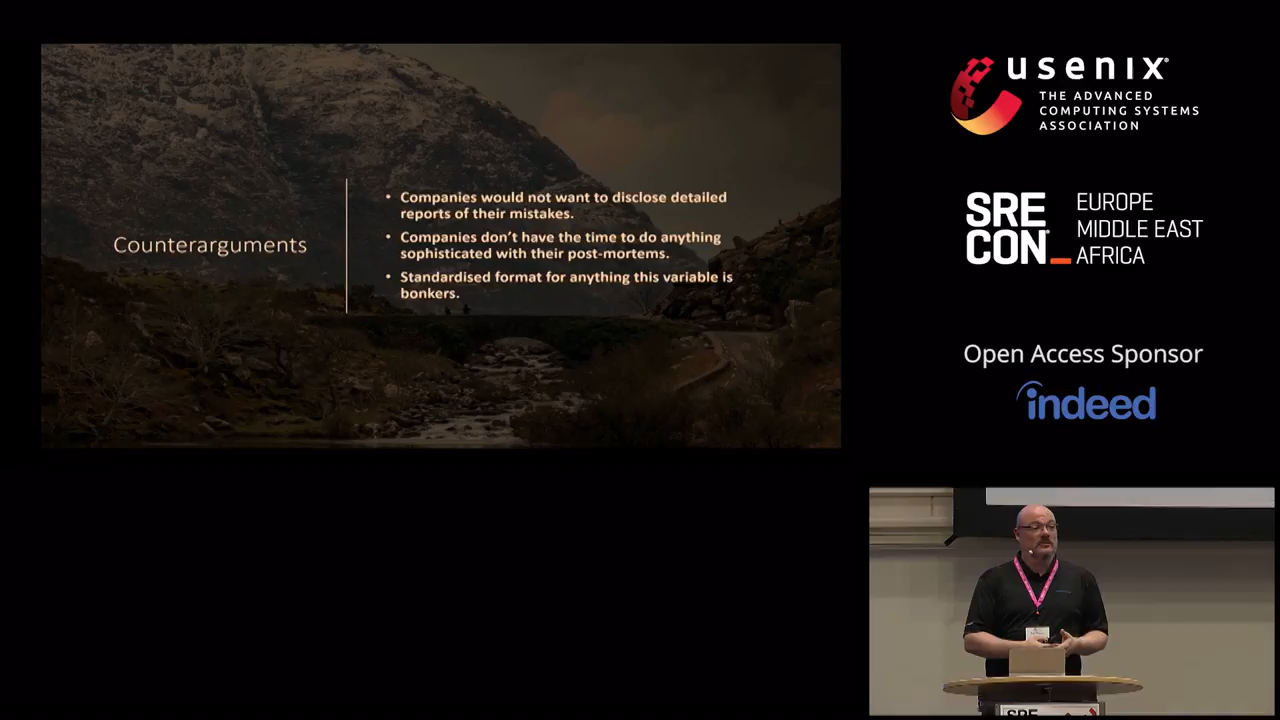 Counterarguments
• Companies would not want to disclose detailed
reports of their mistakes.
• Companies don't have the time to do anything
sophisticated with their post-mortems.
• Standardised format for anything this variable is
bonkers.
usenix®
THE ADVANCED
COMPUTING SYSTEMS
ASSOCIATION
SRE
CON
EUROPE
MIDDLE EAST
AFRICA
Open Access Sponsor
indeed
SRE